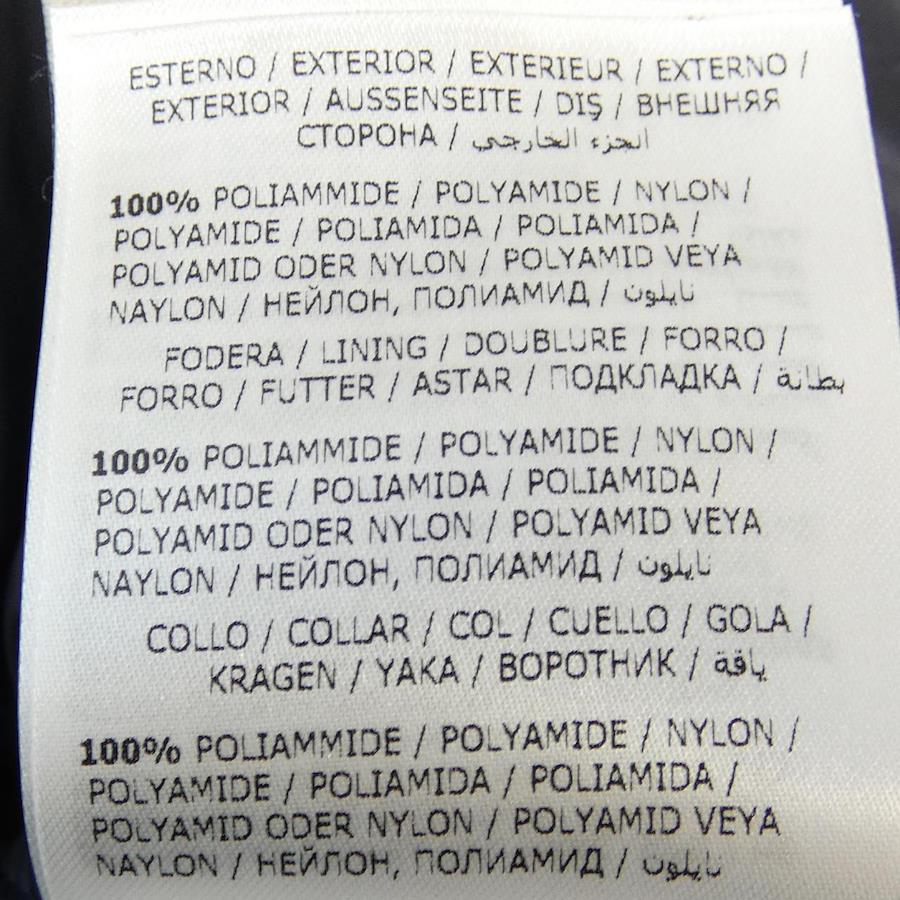 ESTERNO / EXTERIOR / EXTERIEUR / EXTERNO /
EXTERIOR / AUSSENSEITE / DIŞ / ВНЕШНЯЯ
СТОРОНА / الجزء الخارجي
100% POLIAMMIDE / POLYAMIDE / NYLON /
POLYAMIDE / POLIAMIDA / POLIAMIDA /
POLYAMID ODER NYLON / POLYAMID VEYA
NAYLON / НЕЙЛОН, ПОЛИАМИД / نايلون
FODERA / LINING / DOUBLURE / FORRO /
FORRO / FUTTER / ASTAR / ПОДКЛАДКА / بطانة
100% POLIAMMIDE / POLYAMIDE / NYLON /
POLYAMIDE / POLIAMIDA / POLIAMIDA /
POLYAMID ODER NYLON / POLYAMID VEYA
NAYLON / НЕЙЛОН, ПОЛИАМИД / نايلون
COLLO / COLLAR / COL / CUELLO / GOLA /
KRAGEN / YAKA / ВОРОТНИК / ياقة
100% POLIAMMIDE / POLYAMIDE / NYLON /
POLYAMIDE / POLIAMIDA / POLIAMIDA /
POLYAMID ODER NYLON / POLYAMID VEYA
NAYLON / НЕЙЛОН, ПОЛИАМИД / نايلون